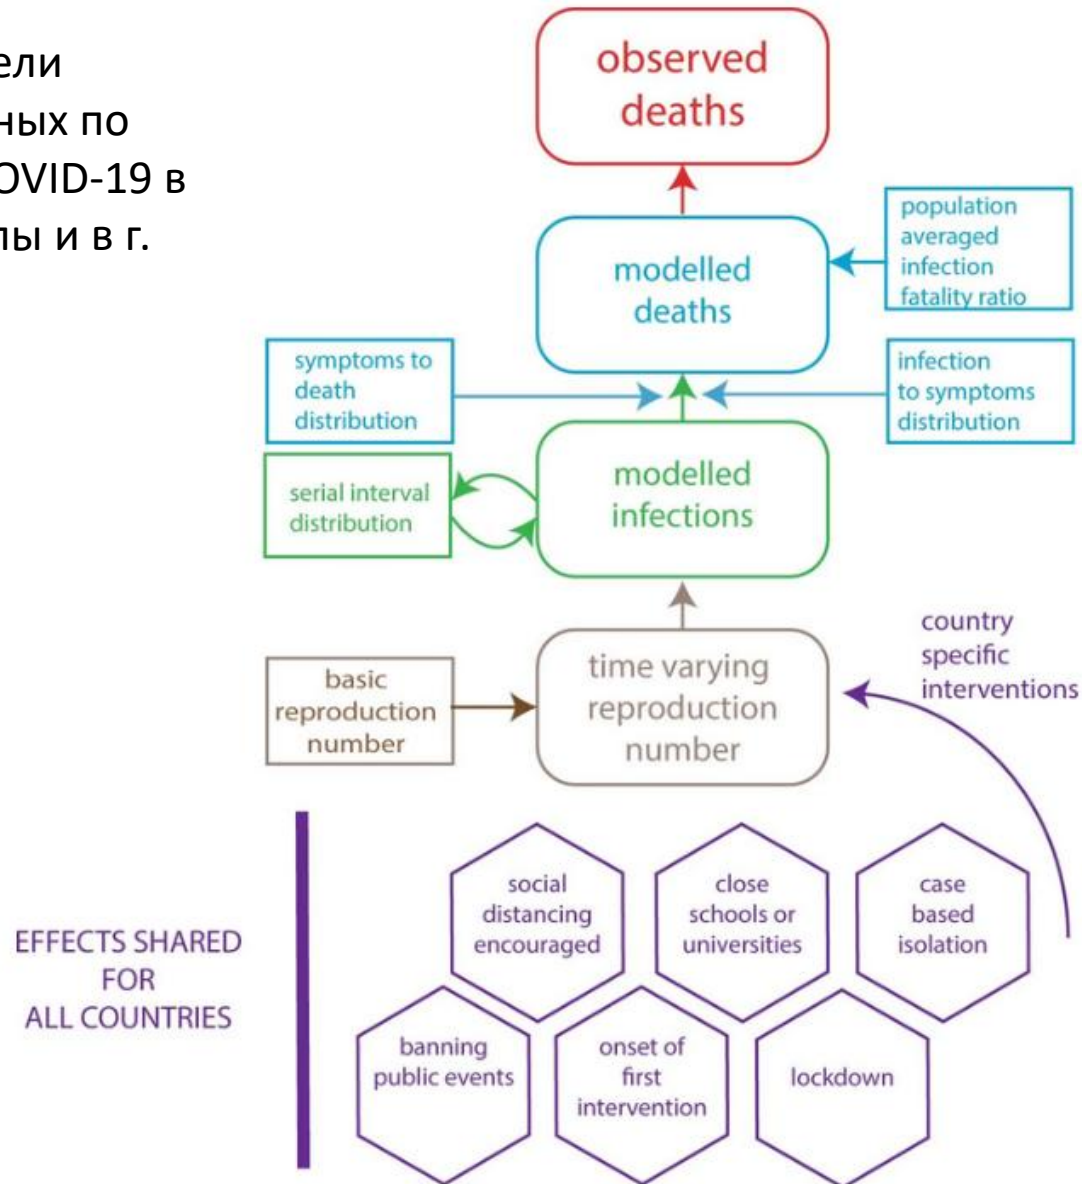 ели
ных по
OVID-19 в
пы и в г.
observed
deaths
population
averaged
infection
fatality ratio
modelled
deaths
symptoms to
death
distribution
infection
to symptoms
distribution
modelled
infections
serial interval
distribution
country
specific
interventions
time varying
reproduction
number
basic
reproduction
number
EFFECTS SHARED
FOR
ALL COUNTRIES
social
distancing
encouraged
close
schools or
universities
case
based
isolation
banning
public events
onset of
first
intervention
lockdown